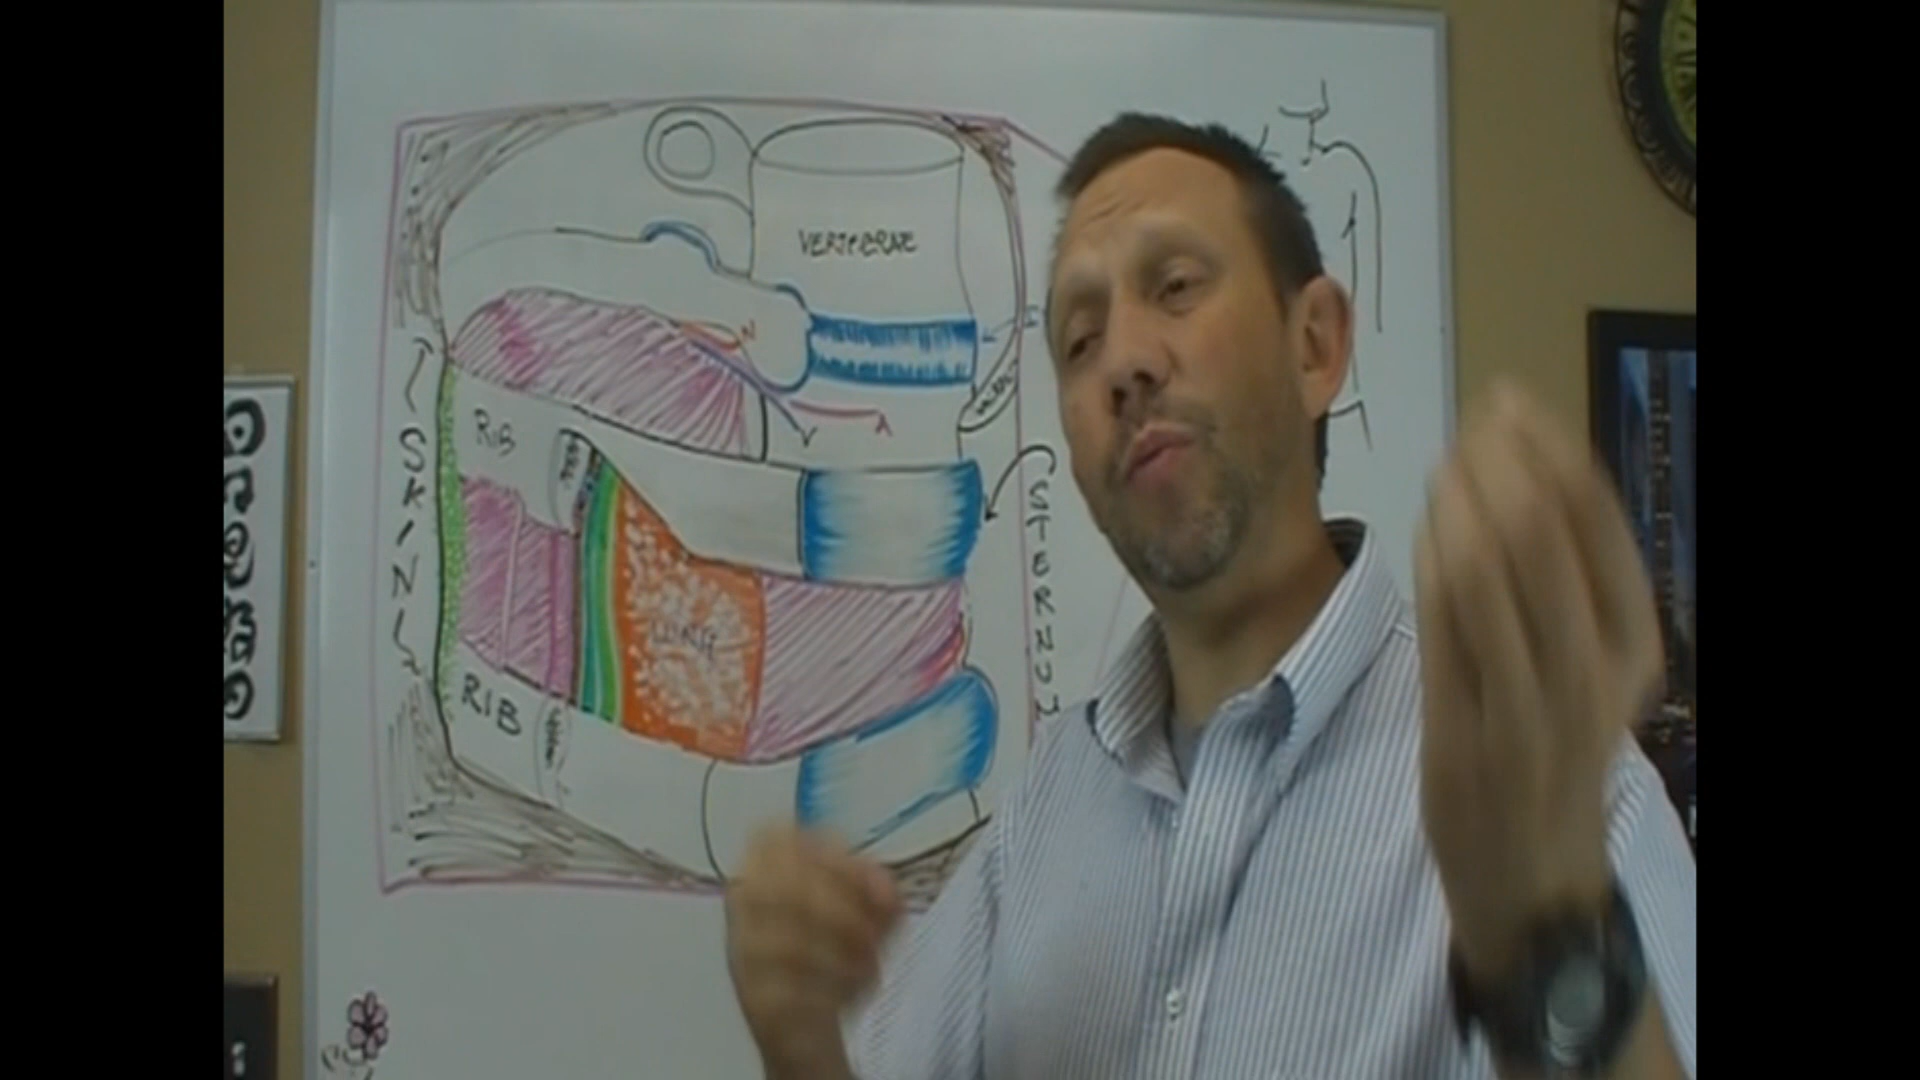 VERTEBRAE
N
V
A
RIB
SKIN
STERNUM
LUNG
RIB